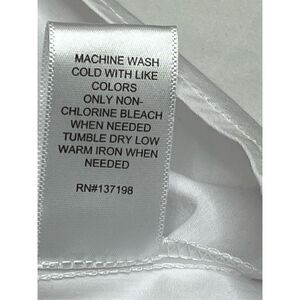 MACHINE WASH
COLD WITH LIKE
COLORS
ONLY NON-
CHLORINE BLEACH
WHEN NEEDED
TUMBLE DRY LOW
WARM IRON WHEN
NEEDED
RN#137198